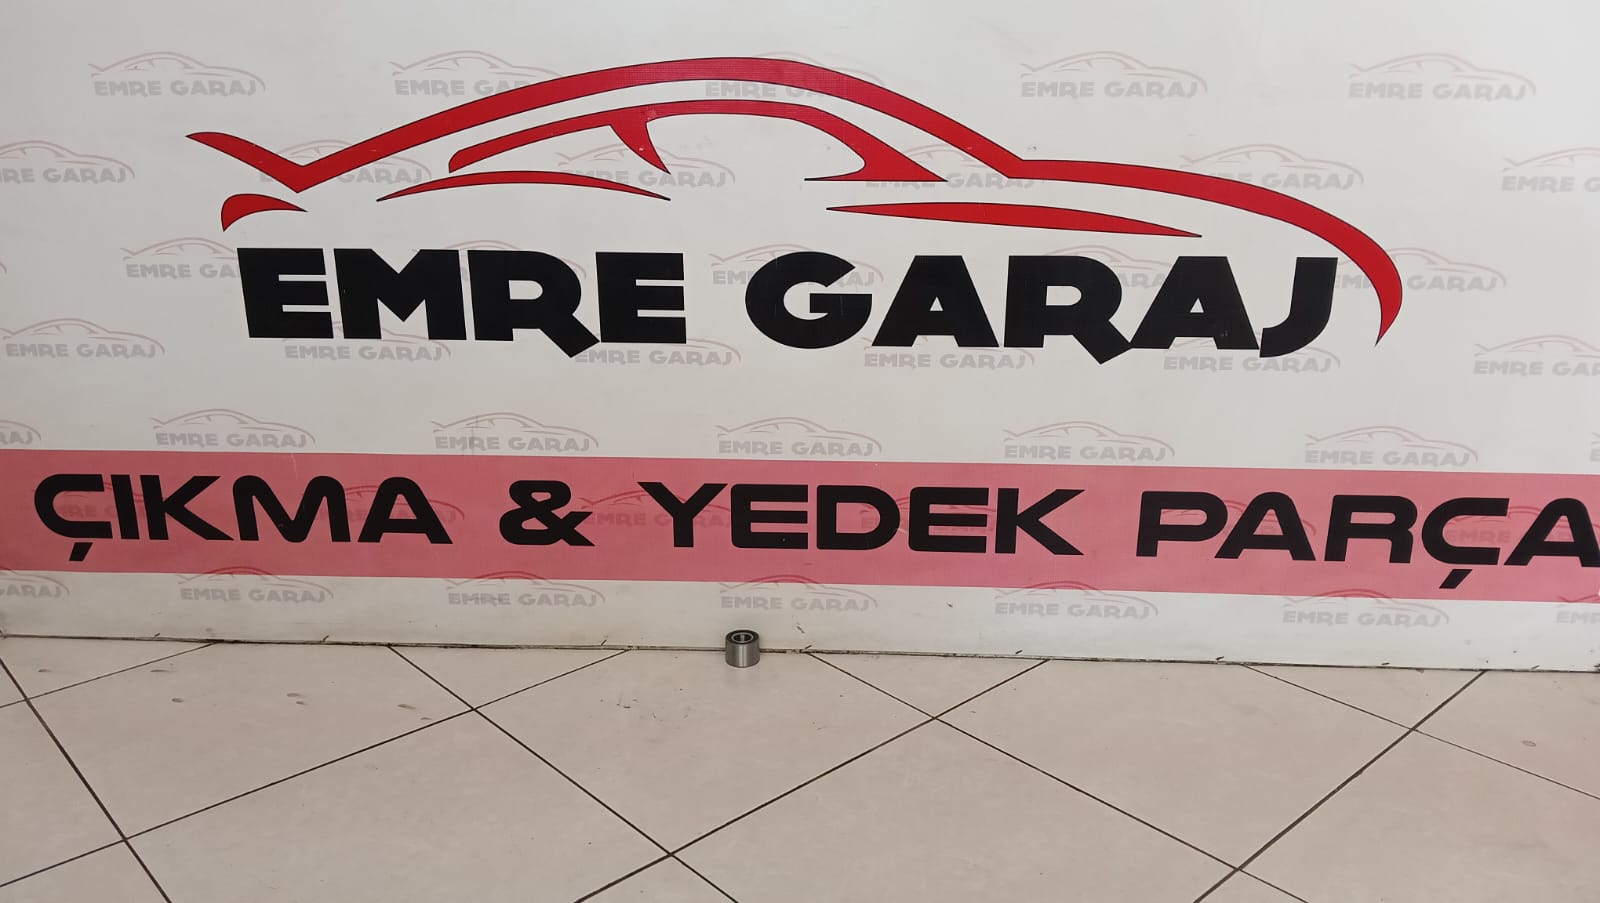 EMRE GARAJ
ÇIKMA & YEDEK PARÇA